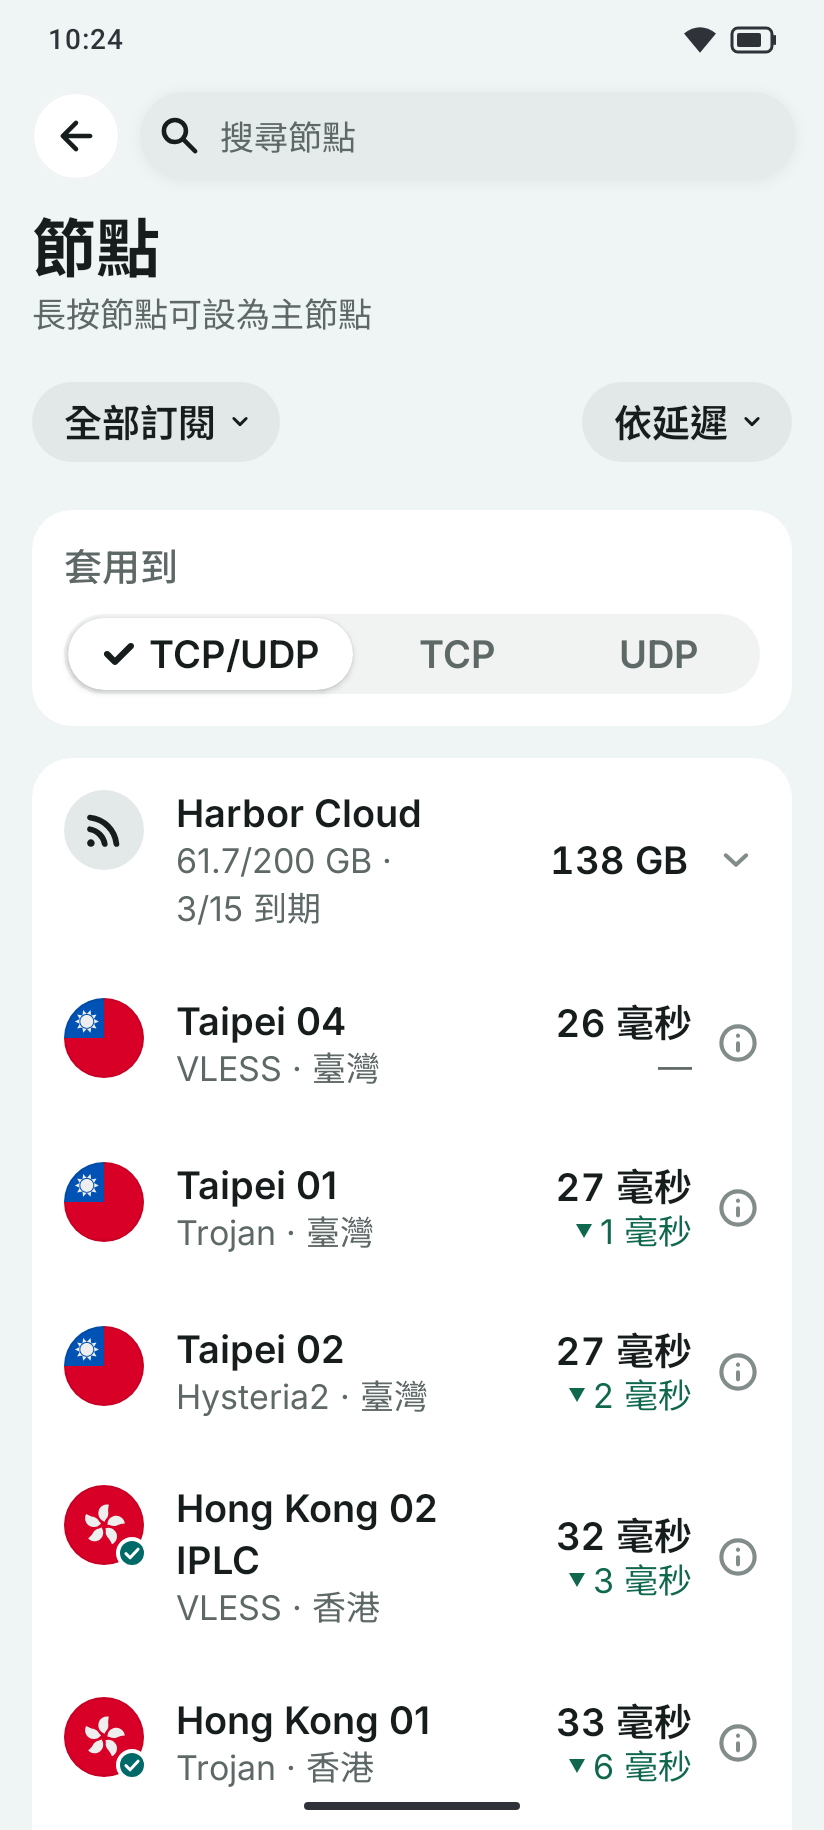 10:24
搜尋節點
節點
長按節點可設為主節點
全部訂閱
依延遲
套用到
TCP/UDP
TCP
UDP
Harbor Cloud
61.7/200 GB ·
3/15 到期
138 GB
Taipei 04
VLESS · 臺灣
26 毫秒
—
Taipei 01
Trojan · 臺灣
27 毫秒
▼1 毫秒
Taipei 02
Hysteria2 · 臺灣
27 毫秒
▼2 毫秒
Hong Kong 02
IPLC
VLESS · 香港
32 毫秒
▼3 毫秒
Hong Kong 01
Trojan · 香港
33 毫秒
▼6 毫秒